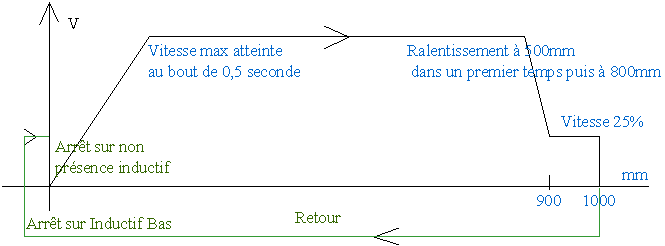 V
Vitesse max atteinte
au bout de 0,5 seconde
Ralentissement à 500mm
dans un premier temps puis à 800mm
Vitesse 25%
Arrêt sur non
présence inductif
mm
900
1000
Arrêt sur Inductif Bas
Retour